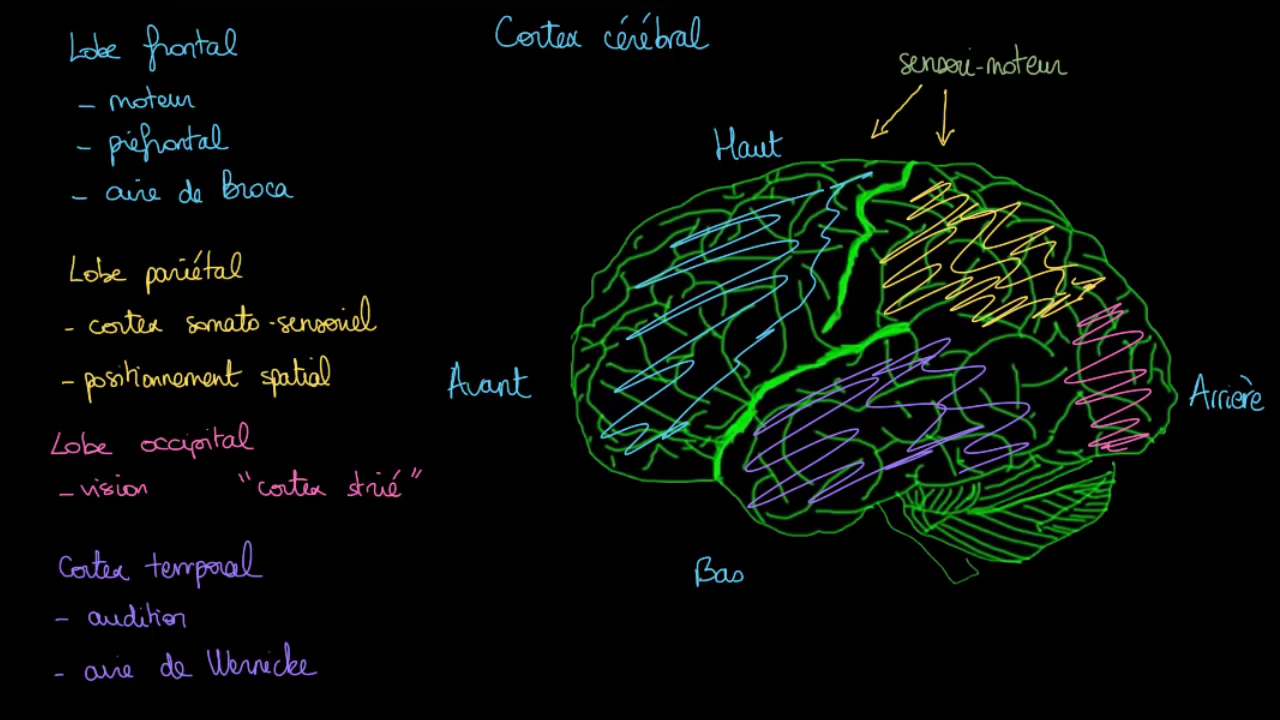 Cortex cérébral
Lobe frontal
- moteur
- préfrontal
- aire de Broca
Lobe pariétal
- cortex somato-sensoriel
- positionnement spatial
Lobe occipital
- vision "cortex strié"
Cortex temporal
- audition
- aire de Wernicke
sensori-moteur
Haut
Avant
Arrière
Bas